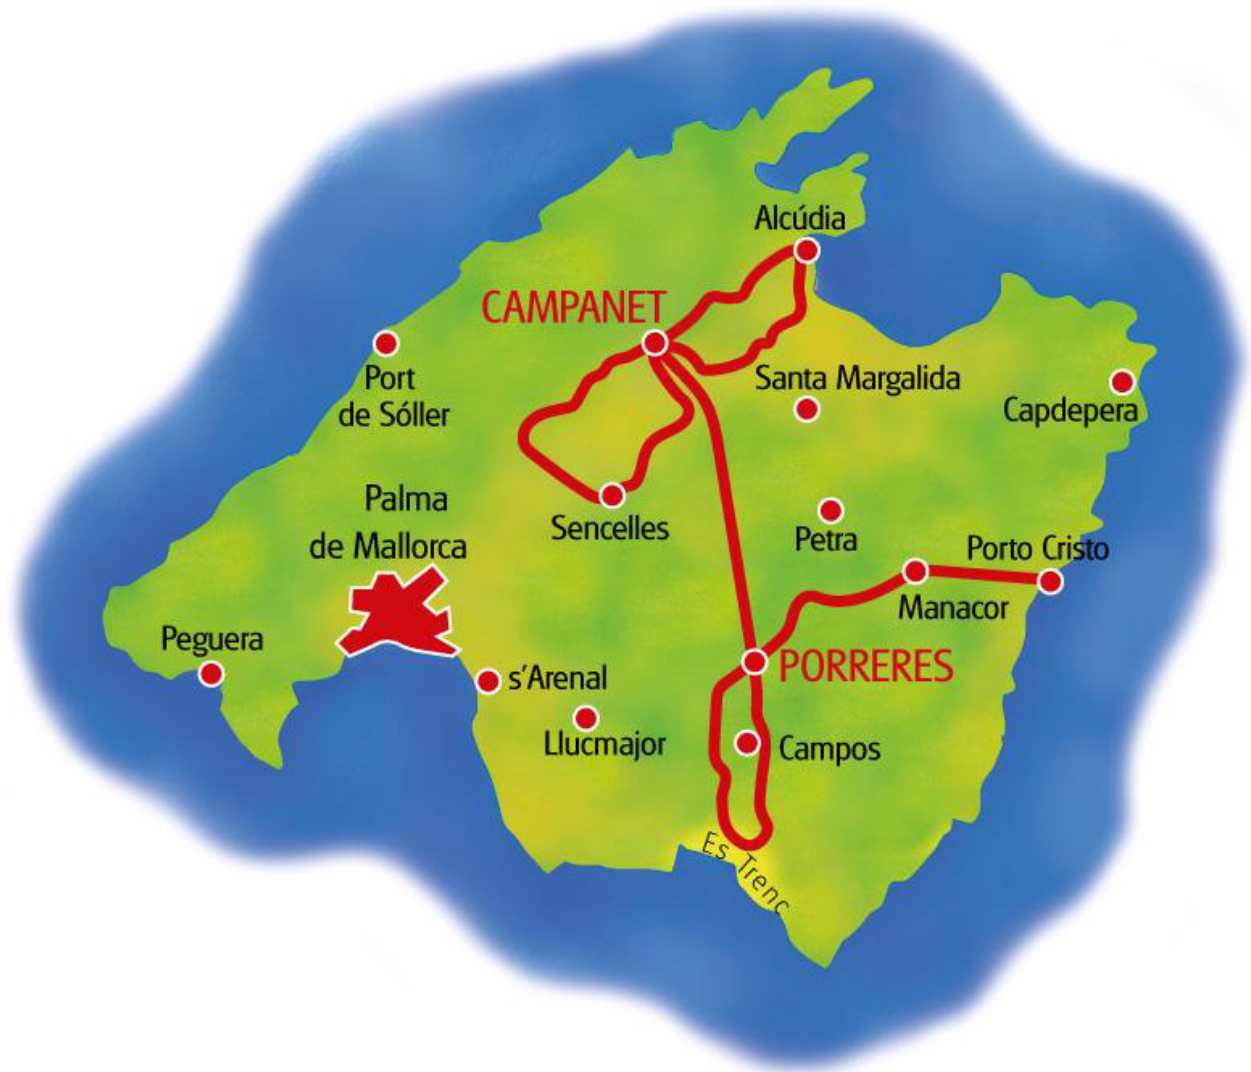 Alcúdia
CAMPANET
Port
de Sóller
Santa Margalida
Capdepera
Palma
de Mallorca
Sencelles
Petra
Porto Cristo
Manacor
Peguera
s'Arenal
PORRERES
Llucmajor
Campos
Es Trenc